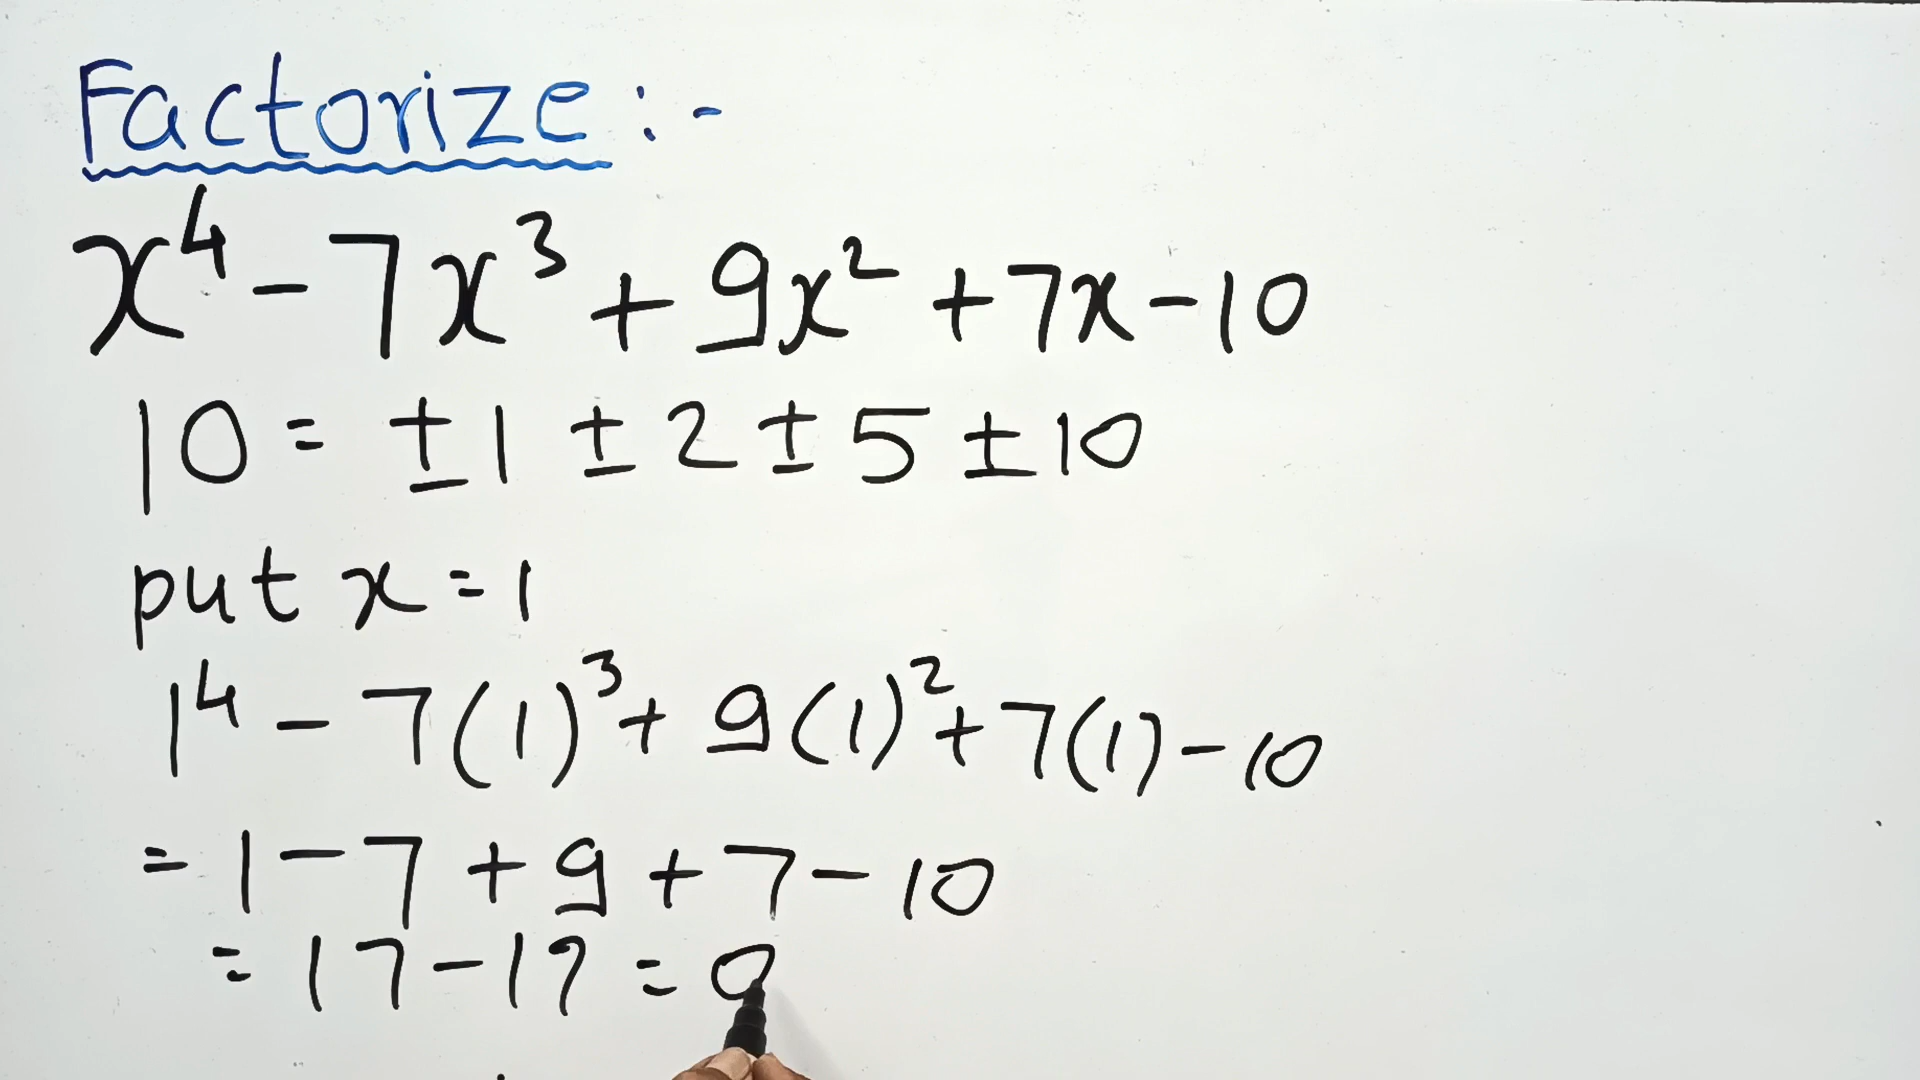 Factorize :-
x⁴ - 7x³ + 9x² + 7x - 10
10 = ±1 ±2 ±5 ±10
put x = 1
1⁴ - 7(1)³ + 9(1)² + 7(1) - 10
= 1 - 7 + 9 + 7 - 10
= 17 - 17 = 0